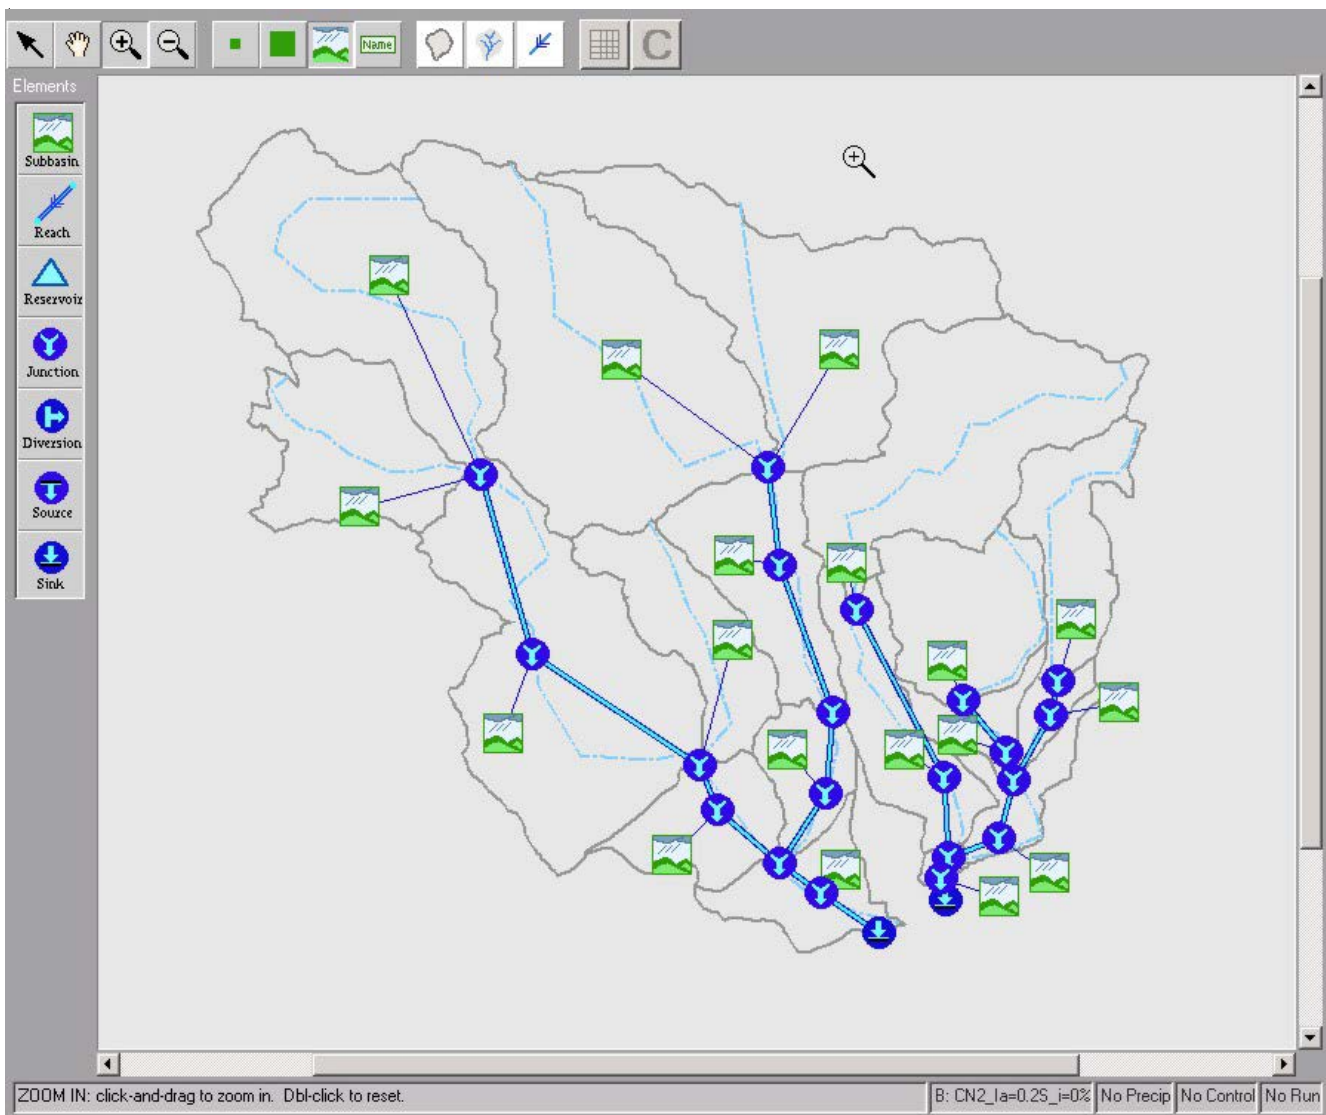 Name
C
Elements
Subbasin
Reach
Reservoir
Junction
Diversion
Source
Sink
ZOOM IN: click-and-drag to zoom in. Dbl-click to reset.
B: CN2_Ia=0.2S_i=0%
No Precip
No Control
No Run